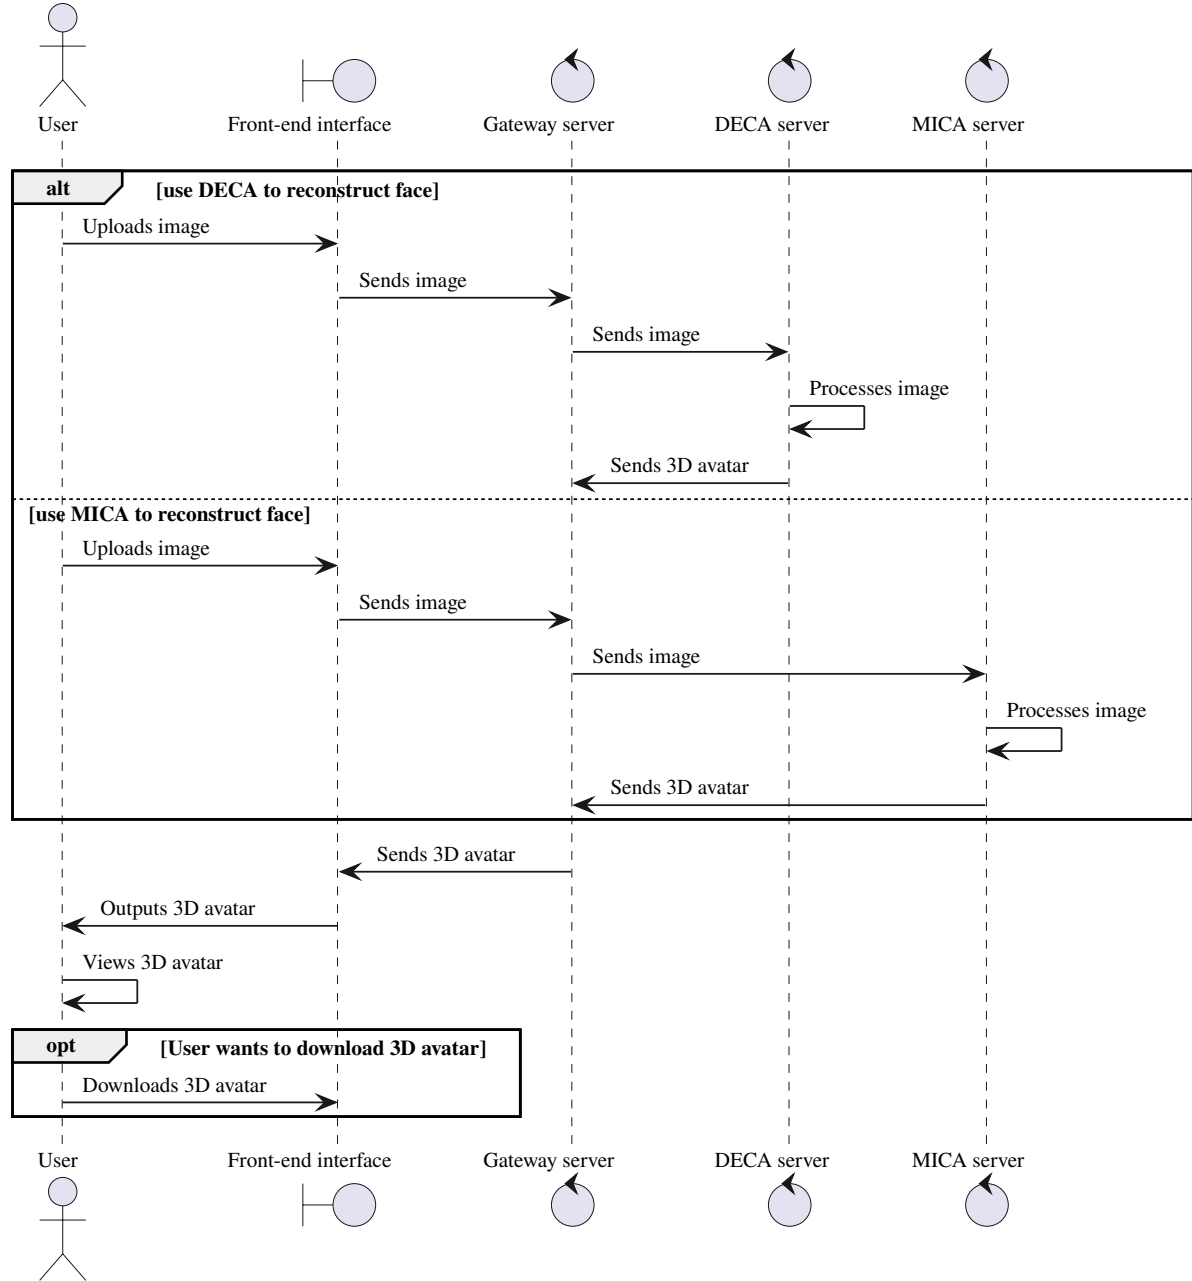 User
Front-end interface
Gateway server
DECA server
MICA server
alt
[use DECA to reconstruct face]
Uploads image
Sends image
Sends image
Processes image
Sends 3D avatar
[use MICA to reconstruct face]
Uploads image
Sends image
Sends image
Processes image
Sends 3D avatar
Sends 3D avatar
Outputs 3D avatar
Views 3D avatar
opt
[User wants to download 3D avatar]
Downloads 3D avatar
User
Front-end interface
Gateway server
DECA server
MICA server